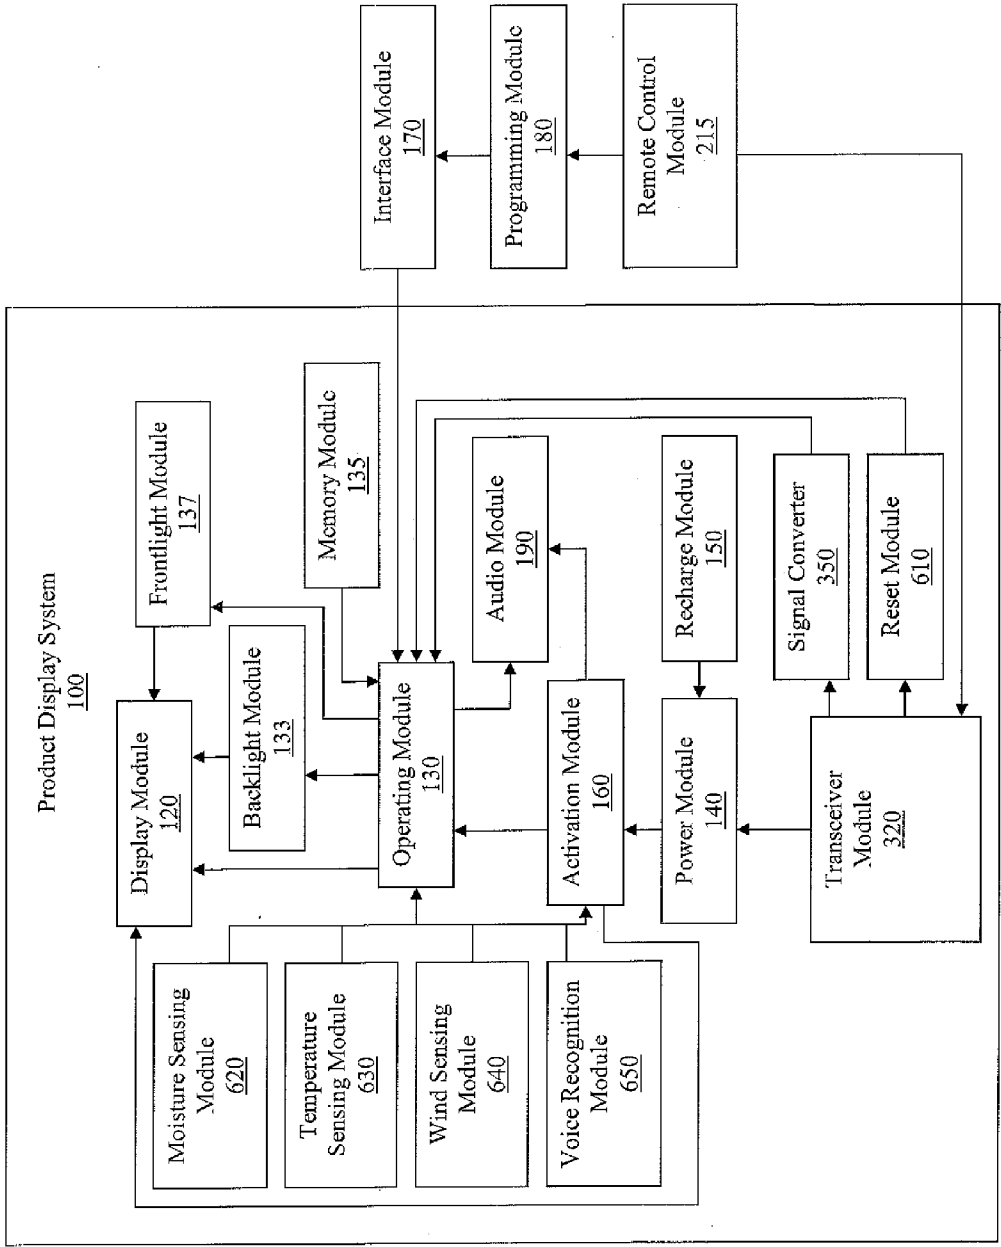 Product Display System
100
Display Module
120
Frontlight Module
137
Backlight Module
133
Memory Module
135
Operating Module
130
Audio Module
190
Activation Module
160
Recharge Module
150
Power Module
140
Signal Converter
350
Reset Module
610
Transceiver
Module
320
Moisture Sensing
Module
620
Temperature
Sensing Module
630
Wind Sensing
Module
640
Voice Recognition
Module
650
Interface Module
170
Programming Module
180
Remote Control
Module
215